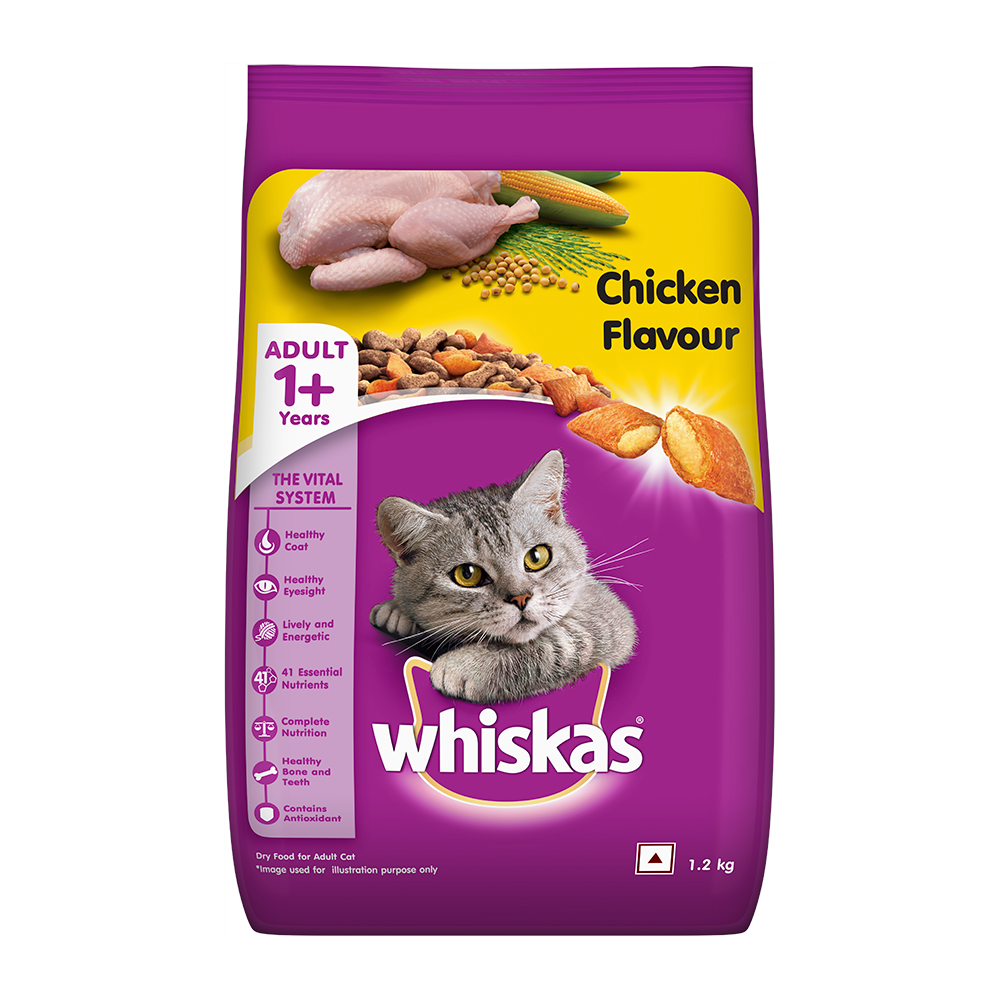 Chicken
Flavour
ADULT
1+
Years
THE VITAL
SYSTEM
Healthy
Coat
Healthy
Eyesight
Lively and
Energetic
41
41 Essential
Nutrients
Complete
Nutrition
Healthy
Bone and
Teeth
Contains
Antioxidant
whiskas®
Dry Food for Adult Cat
*Image used for illustration purpose only
1.2 kg